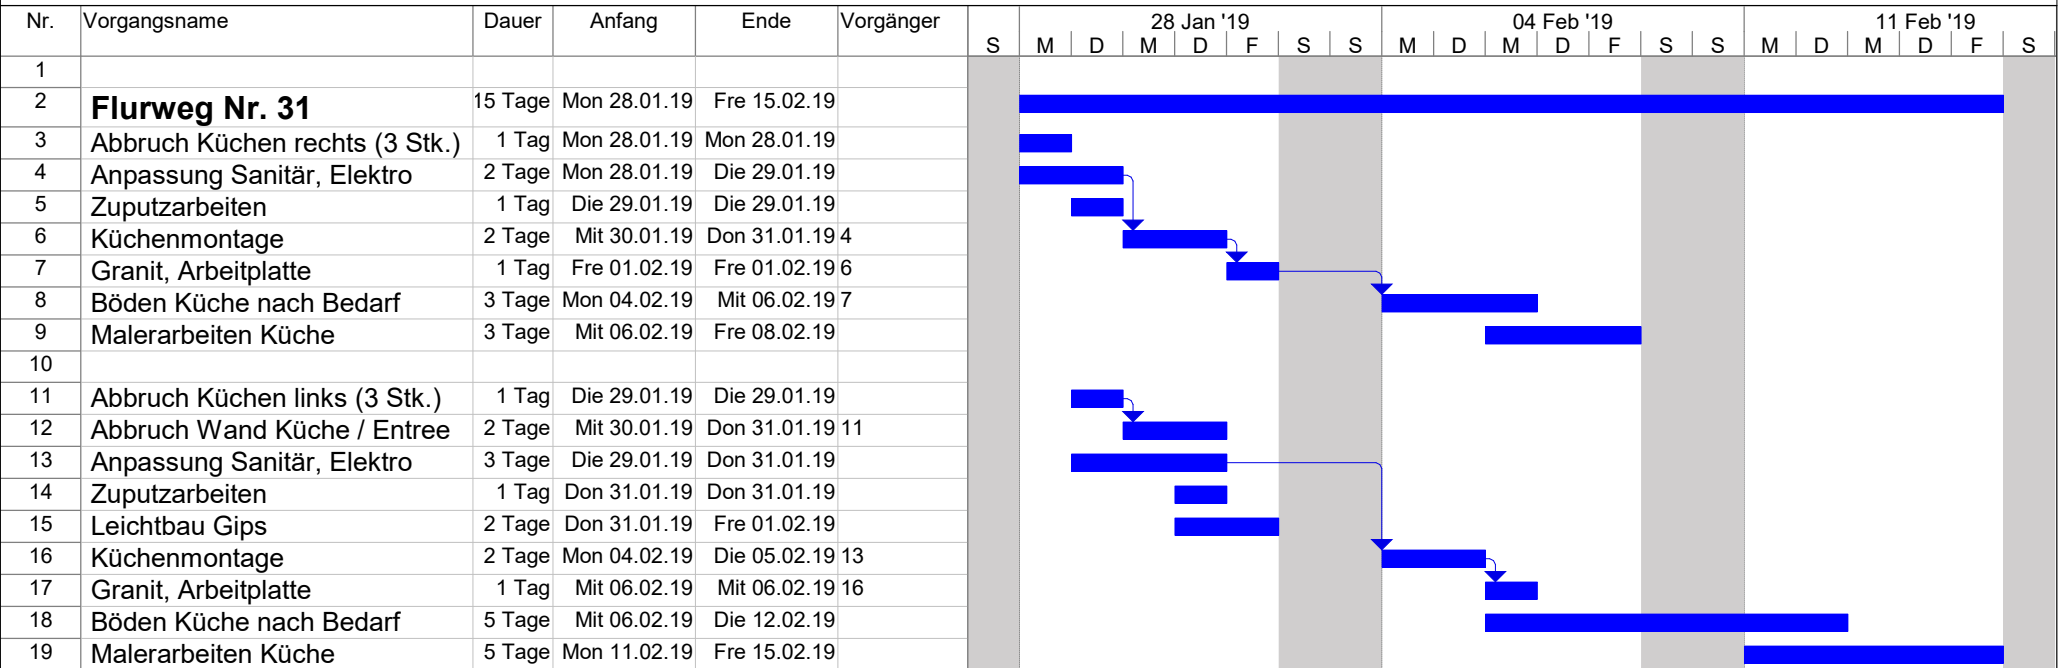 Nr. Vorgangsname Dauer Anfang Ende Vorgänger 28 Jan '19 04 Feb '19 11 Feb '19
S M D M D F S S M D M D F S S M D M D F S
1
2 Flurweg Nr. 31 15 Tage Mon 28.01.19 Fre 15.02.19
3 Abbruch Küchen rechts (3 Stk.) 1 Tag Mon 28.01.19 Mon 28.01.19
4 Anpassung Sanitär, Elektro 2 Tage Mon 28.01.19 Die 29.01.19
5 Zuputzarbeiten 1 Tag Die 29.01.19 Die 29.01.19
6 Küchenmontage 2 Tage Mit 30.01.19 Don 31.01.19 4
7 Granit, Arbeitplatte 1 Tag Fre 01.02.19 Fre 01.02.19 6
8 Böden Küche nach Bedarf 3 Tage Mon 04.02.19 Mit 06.02.19 7
9 Malerarbeiten Küche 3 Tage Mit 06.02.19 Fre 08.02.19
10
11 Abbruch Küchen links (3 Stk.) 1 Tag Die 29.01.19 Die 29.01.19
12 Abbruch Wand Küche / Entree 2 Tage Mit 30.01.19 Don 31.01.19 11
13 Anpassung Sanitär, Elektro 3 Tage Die 29.01.19 Don 31.01.19
14 Zuputzarbeiten 1 Tag Don 31.01.19 Don 31.01.19
15 Leichtbau Gips 2 Tage Don 31.01.19 Fre 01.02.19
16 Küchenmontage 2 Tage Mon 04.02.19 Die 05.02.19 13
17 Granit, Arbeitplatte 1 Tag Mit 06.02.19 Mit 06.02.19 16
18 Böden Küche nach Bedarf 5 Tage Mit 06.02.19 Die 12.02.19
19 Malerarbeiten Küche 5 Tage Mon 11.02.19 Fre 15.02.19